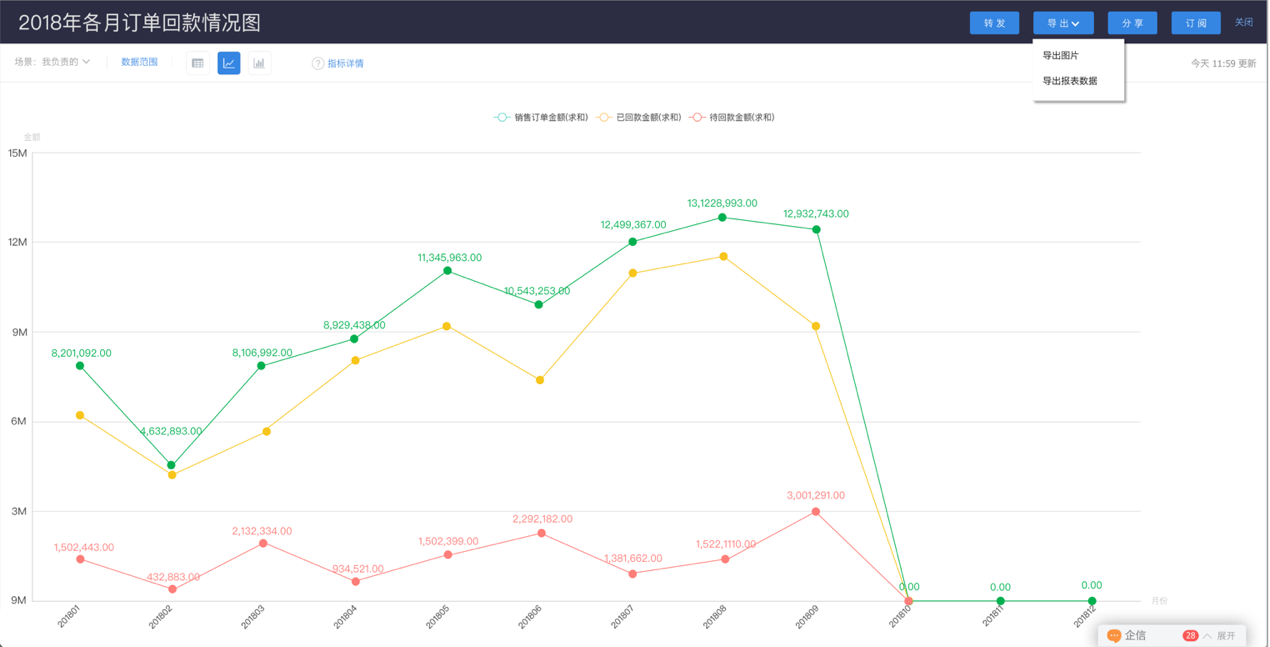 2018年各月订单回款情况图
转 发
导 出
分 享
订 阅
关闭
导出图片
导出报表数据
场景: 我负责的
数据范围
? 指标详情
今天 11:59 更新
销售订单金额(求和) 已回款金额(求和) 待回款金额(求和)
金额
15M
12M
9M
6M
3M
9M
8,201,092.00
4,632,893.00
8,106,992.00
8,929,438.00
11,345,963.00
10,543,253.00
12,499,367.00
13,1228,993.00
12,932,743.00
0.00
0.00
0.00
1,502,443.00
432,883.00
2,132,334.00
934,521.00
1,502,399.00
2,292,182.00
1,381,662.00
1,522,1110.00
3,001,291.00
201801
201802
201803
201804
201805
201806
201807
201808
201809
201810
201811
201812
月份
企信 28 展开